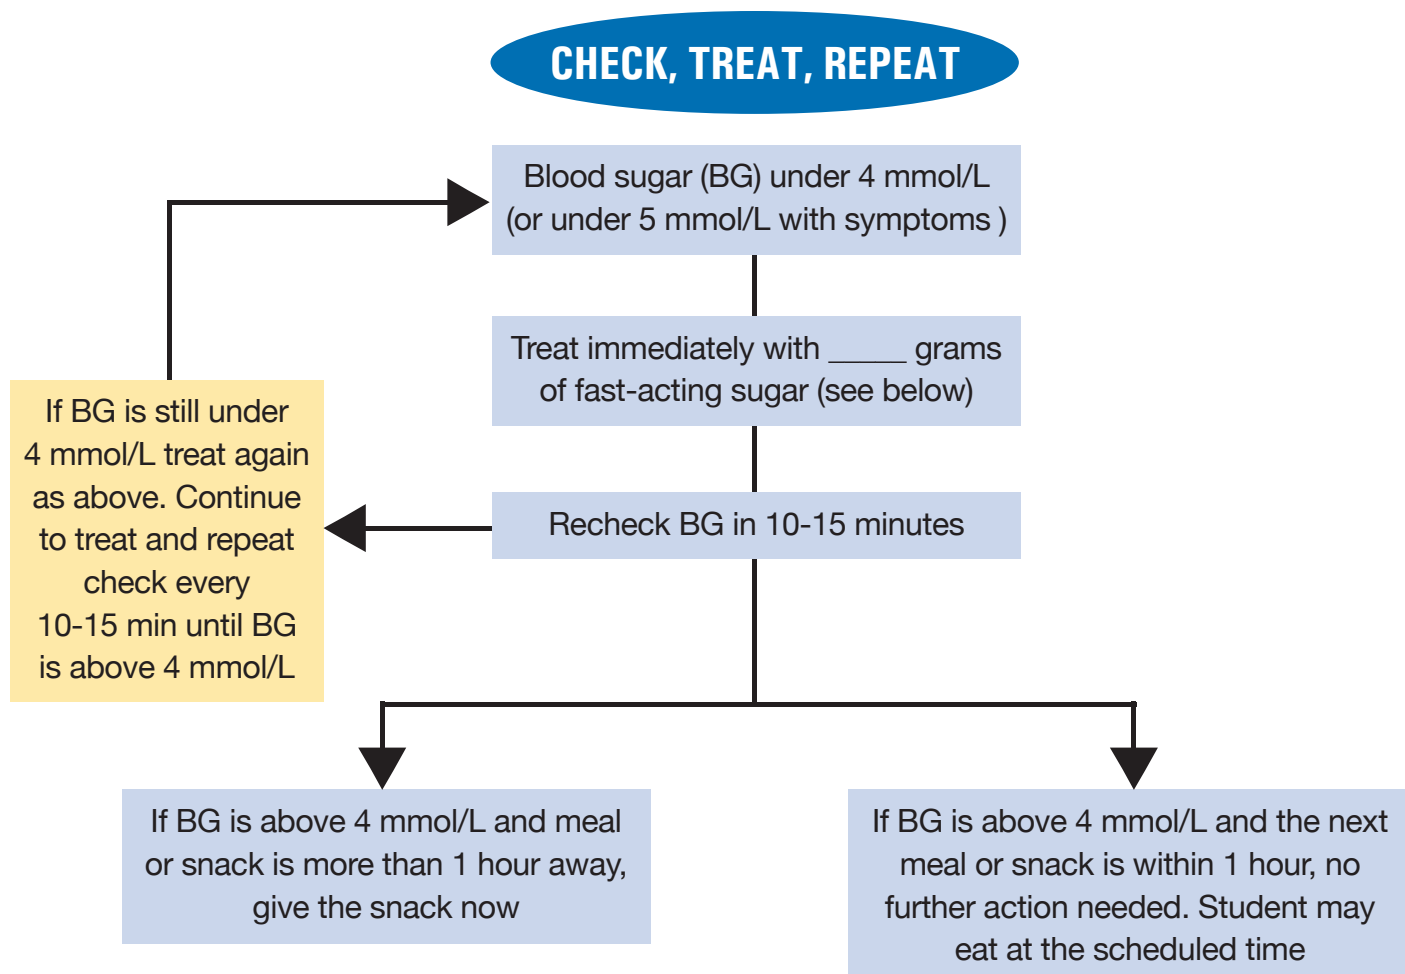 CHECK, TREAT, REPEAT
Blood sugar (BG) under 4 mmol/L
(or under 5 mmol/L with symptoms )
Treat immediately with _____ grams
of fast-acting sugar (see below)
Recheck BG in 10-15 minutes
If BG is still under
4 mmol/L treat again
as above. Continue
to treat and repeat
check every
10-15 min until BG
is above 4 mmol/L
If BG is above 4 mmol/L and meal
or snack is more than 1 hour away,
give the snack now
If BG is above 4 mmol/L and the next
meal or snack is within 1 hour, no
further action needed. Student may
eat at the scheduled time